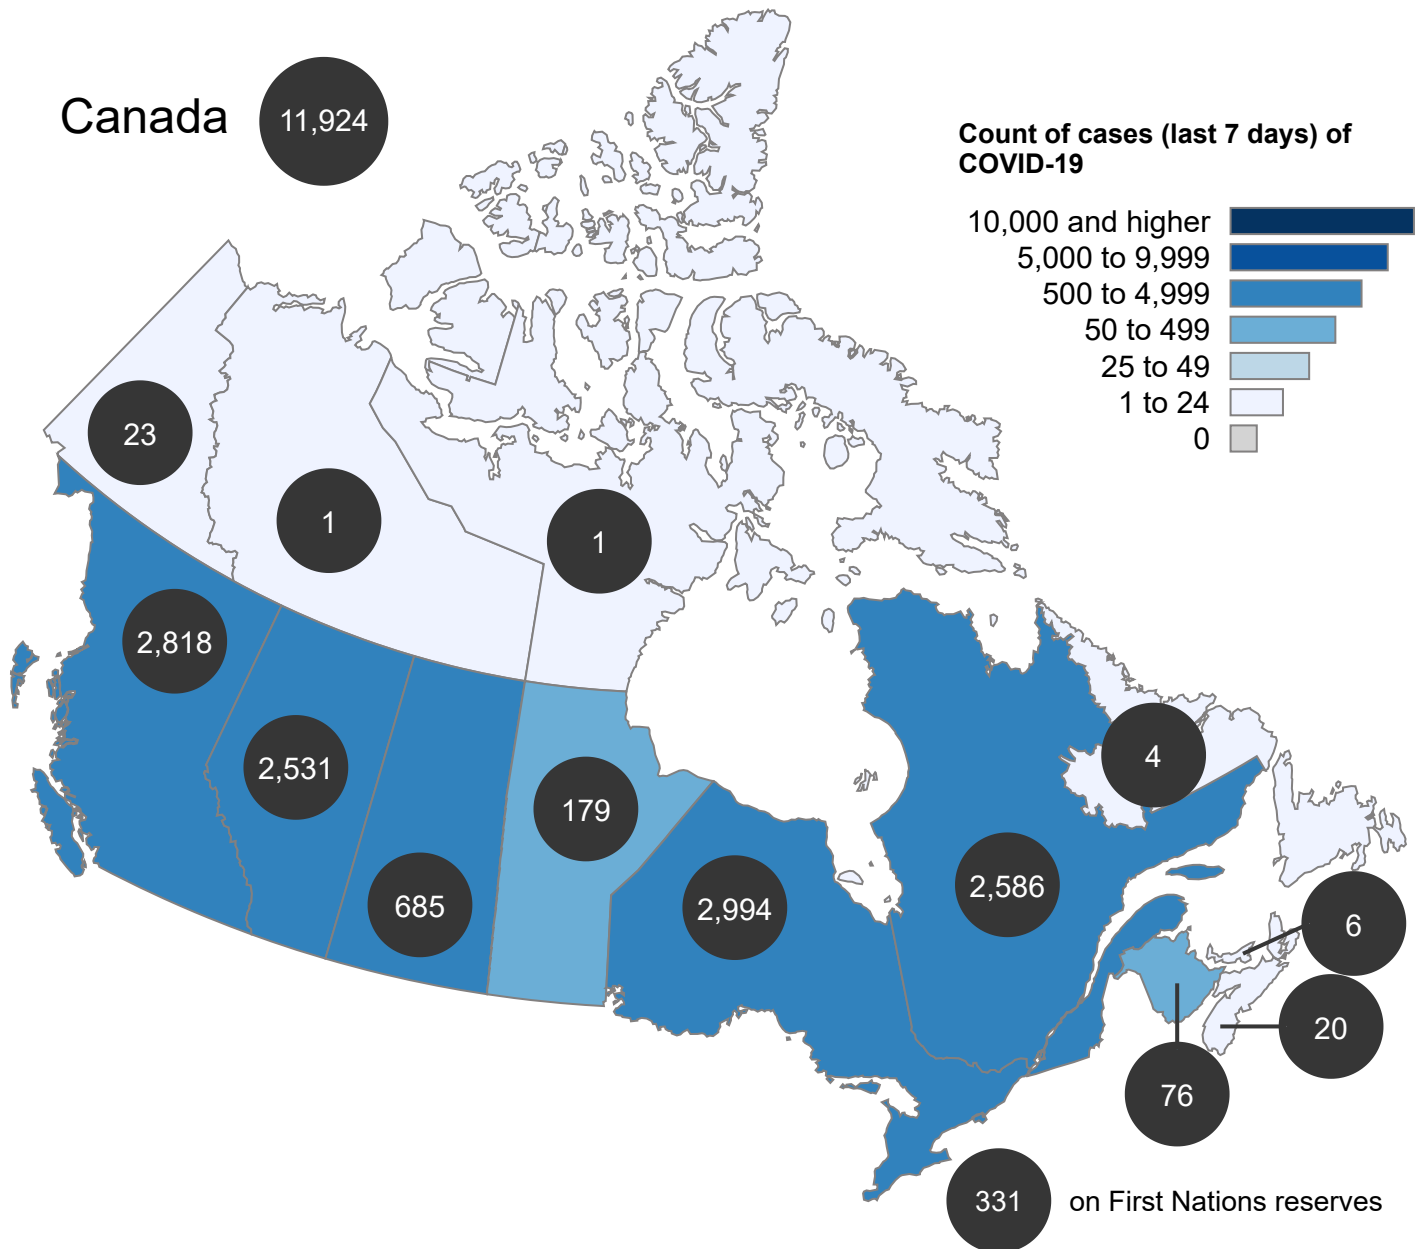 Canada
11,924
Count of cases (last 7 days) of
COVID-19
10,000 and higher
5,000 to 9,999
500 to 4,999
50 to 499
25 to 49
1 to 24
0
23
1
1
2,818
2,531
685
179
2,994
2,586
4
6
20
76
331 on First Nations reserves